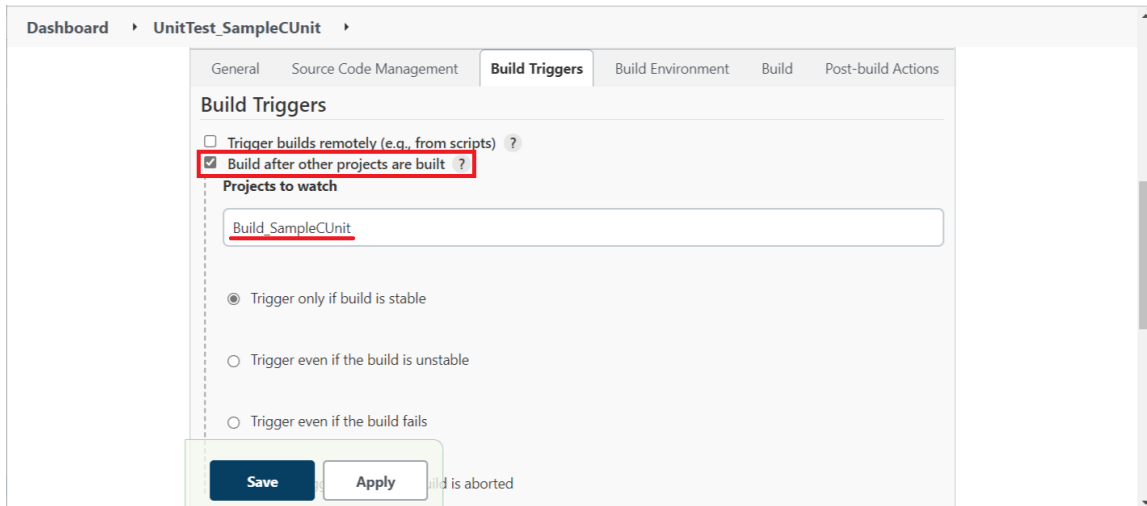 Dashboard UnitTest_SampleCUnit
General Source Code Management Build Triggers Build Environment Build Post-build Actions
Build Triggers
Trigger builds remotely (e.g., from scripts) ?
Build after other projects are built ?
Projects to watch
Build_SampleCUnit
Trigger only if build is stable
Trigger even if the build is unstable
Trigger even if the build fails
Save Apply is aborted